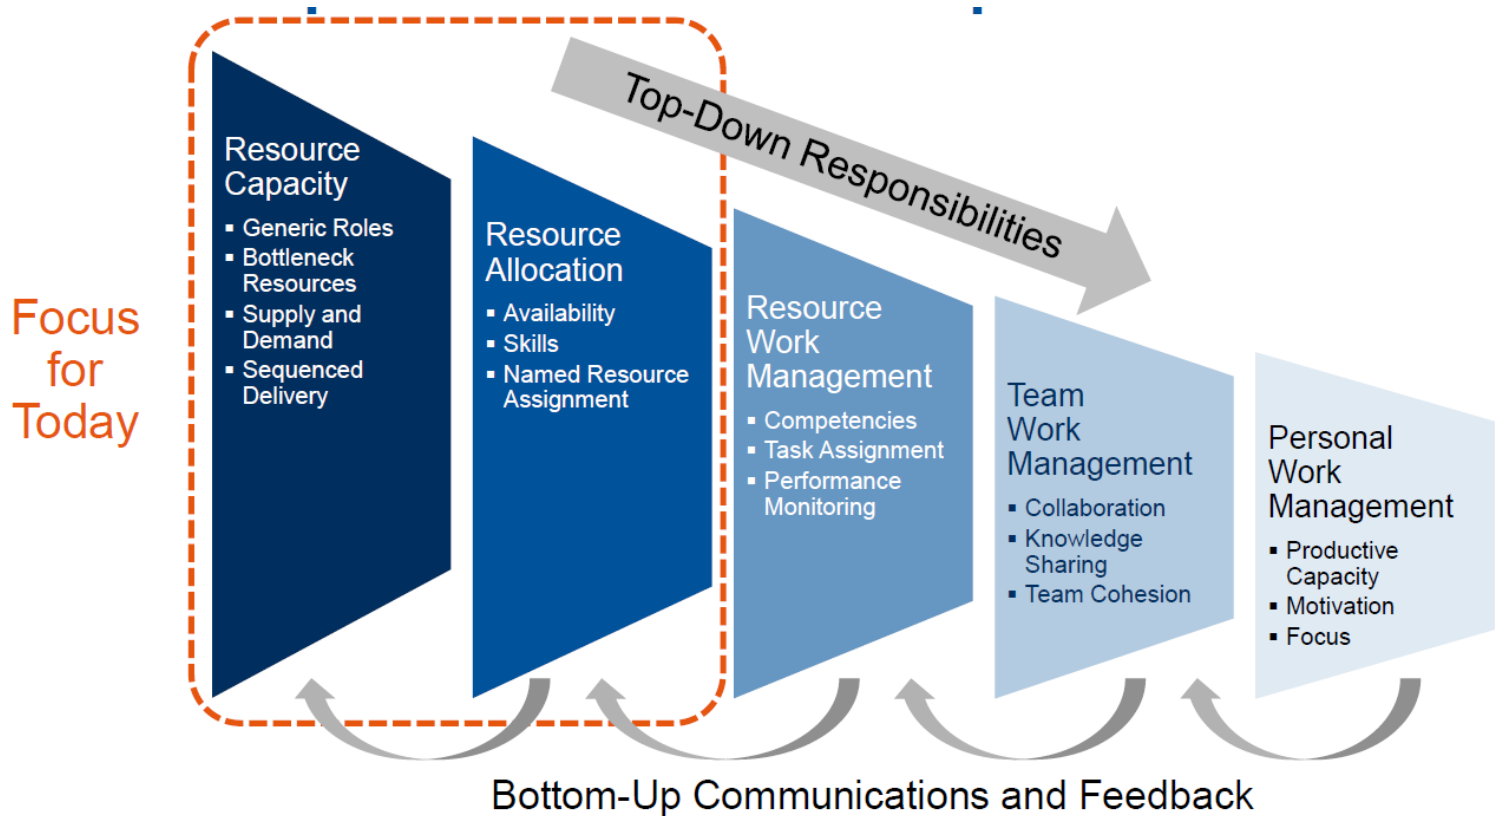 Focus
for
Today
Resource
Capacity
▪ Generic Roles
▪ Bottleneck
Resources
▪ Supply and
Demand
▪ Sequenced
Delivery
Resource
Allocation
▪ Availability
▪ Skills
▪ Named Resource
Assignment
Top-Down Responsibilities
Resource
Work
Management
▪ Competencies
▪ Task Assignment
▪ Performance
Monitoring
Team
Work
Management
▪ Collaboration
▪ Knowledge
Sharing
▪ Team Cohesion
Personal
Work
Management
▪ Productive
Capacity
▪ Motivation
▪ Focus
Bottom-Up Communications and Feedback